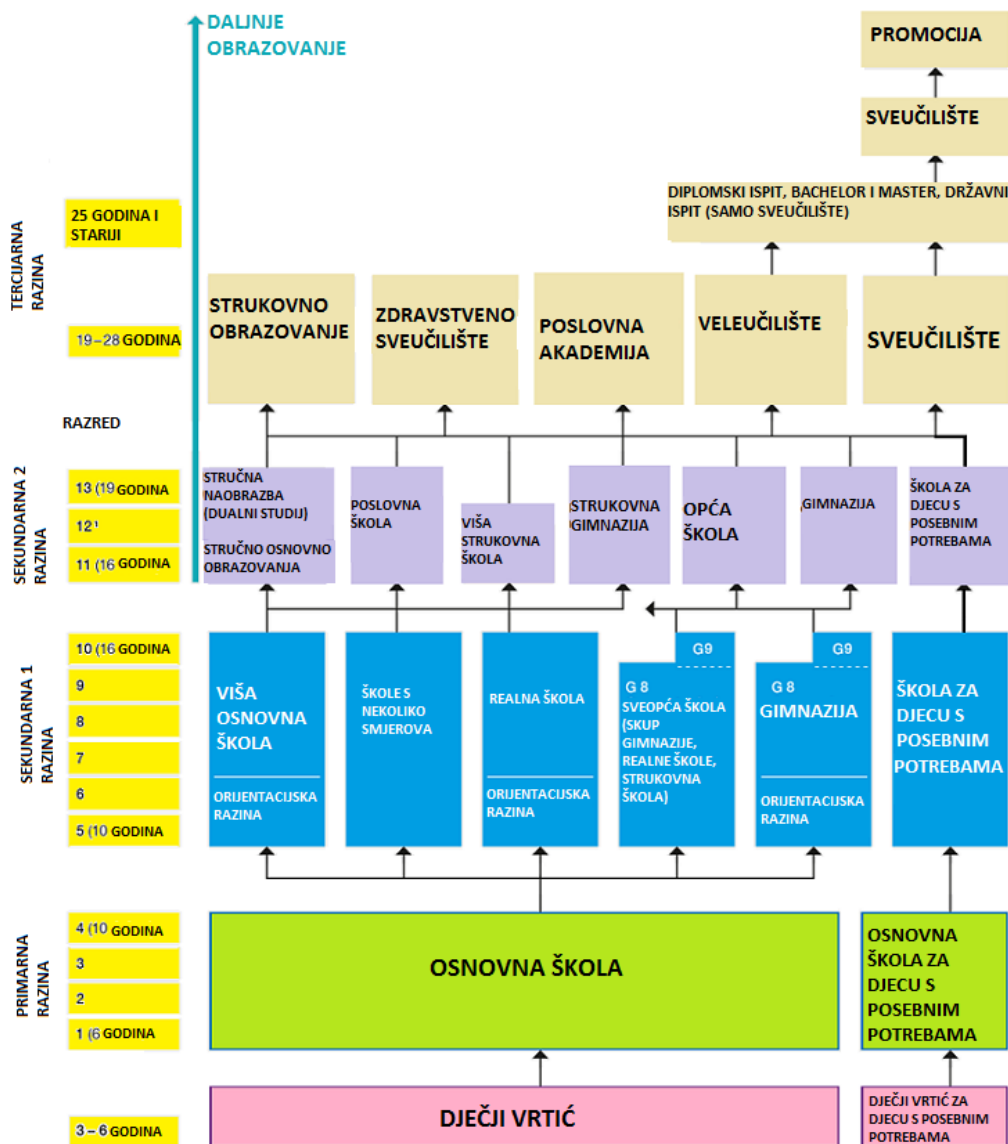 DALJNJE
OBRAZOVANJE
PROMOCIJA
SVEUČILIŠTE
DIPLOMSKI ISPIT, BACHELOR I MASTER, DRŽAVNI
ISPIT (SAMO SVEUČILIŠTE)
TERCIJARNA
RAZINA
25 GODINA I
STARIJI
19–28 GODINA
STRUKOVNO
OBRAZOVANJE
ZDRAVSTVENO
SVEUČILIŠTE
POSLOVNA
AKADEMIJA
VELEUČILIŠTE
SVEUČILIŠTE
RAZRED
SEKUNDARNA 2
RAZINA
13 (19 GODINA
12¹
11 (16 GODINA
STRUČNA
NAOBRAZBA
(DUALNI STUDIJ)
STRUČNO OSNOVNO
OBRAZOVANJA
POSLOVNA
ŠKOLA
VIŠA
STRUKOVNA
ŠKOLA
STRUKOVNA
GIMNAZIJA
OPĆA
ŠKOLA
GIMNAZIJA
ŠKOLA ZA
DJECU S
POSEBNIM
POTREBAMA
SEKUNDARNA 1
RAZINA
10 (16 GODINA
9
8
7
6
5 (10 GODINA
VIŠA
OSNOVNA
ŠKOLA
ORIJENTACIJSKA
RAZINA
ŠKOLE S
NEKOLIKO
SMJEROVA
REALNA ŠKOLA
ORIJENTACIJSKA
RAZINA
G9
G 8
SVEOPĆA ŠKOLA
(SKUP
GIMNAZIJE,
REALNE ŠKOLE,
STRUKOVNA
ŠKOLA)
G9
G 8
GIMNAZIJA
ORIJENTACIJSKA
RAZINA
ŠKOLA ZA
DJECU S
POSEBNIM
POTREBAMA
PRIMARNA
RAZINA
4 (10 GODINA
3
2
1 (6 GODINA
OSNOVNA ŠKOLA
OSNOVNA
ŠKOLA ZA
DJECU S
POSEBNIM
POTREBAMA
3–6 GODINA
DJEČJI VRTIĆ
DJEČJI VRTIĆ ZA
DJECU S POSEBNIM
POTREBAMA